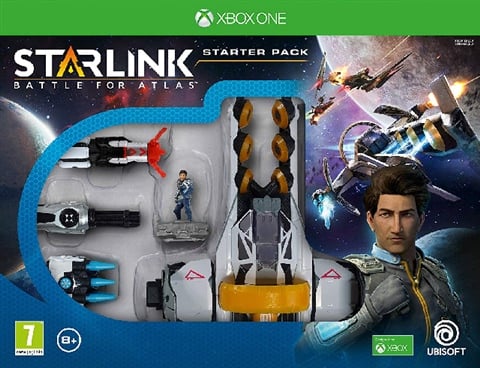 XBOX ONE
STARLINK
BATTLE FOR ATLAS
STARTER PACK
7
8+
XBOX
UBISOFT